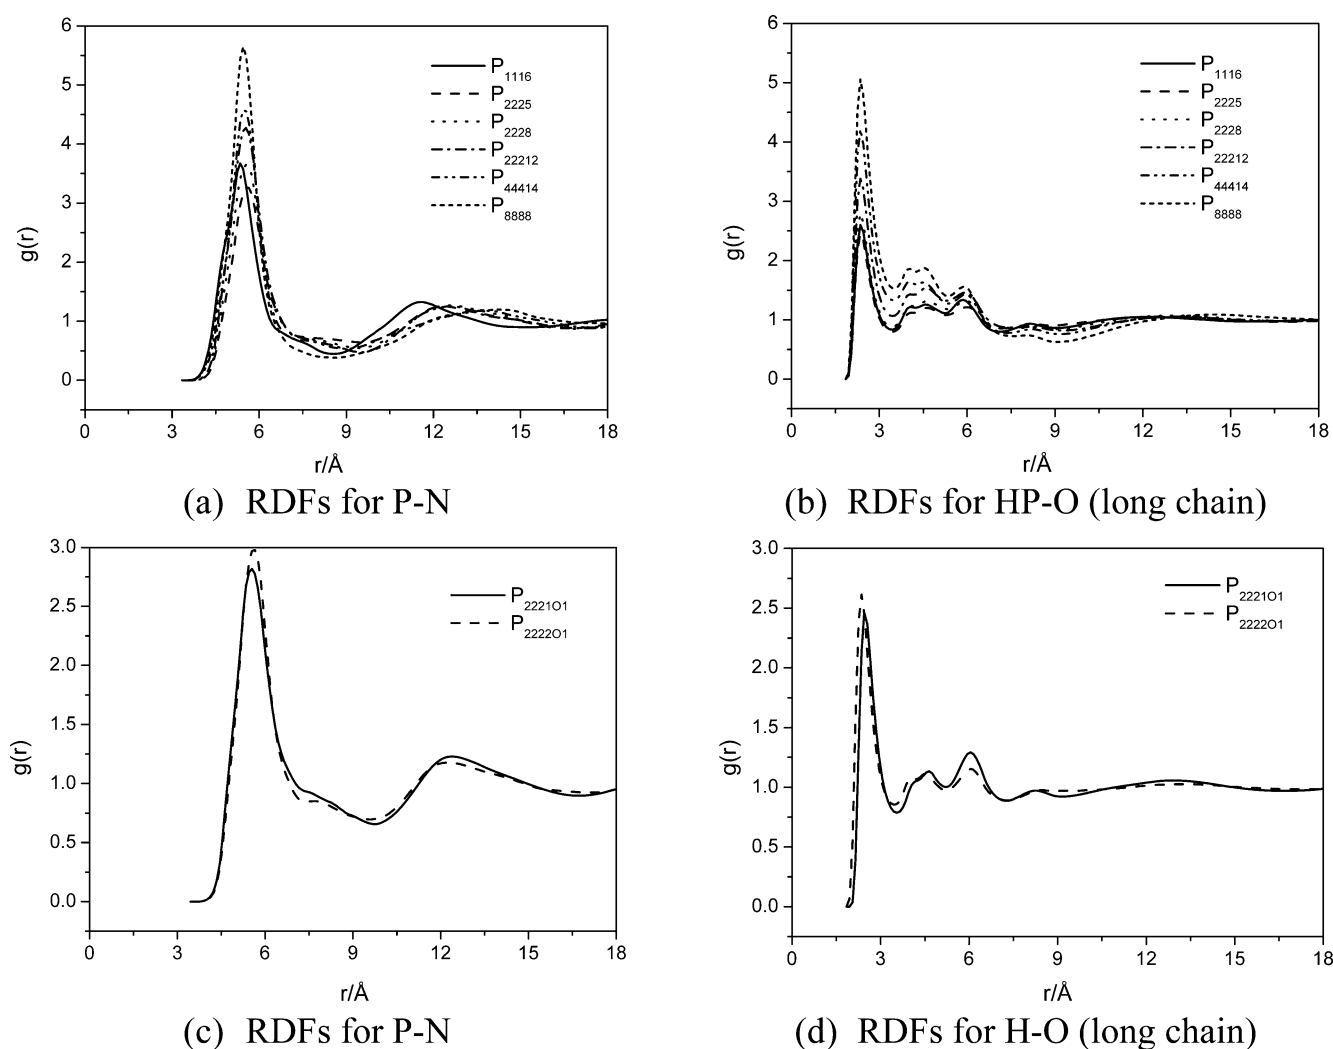 6
5
4
3
2
1
0
g(r)
P1116
P2225
P2228
P22212
P44414
P8888
0 3 6 9 12 15 18
r/Å
(a) RDFs for P-N
6
5
4
3
2
1
0
g(r)
P1116
P2225
P2228
P22212
P44414
P8888
0 3 6 9 12 15 18
r/Å
(b) RDFs for HP-O (long chain)
3.0
2.5
2.0
1.5
1.0
0.5
0.0
g(r)
P222101
P222201
0 3 6 9 12 15 18
r/Å
(c) RDFs for P-N
3.0
2.5
2.0
1.5
1.0
0.5
0.0
g(r)
P222101
P222201
0 3 6 9 12 15 18
r/Å
(d) RDFs for H-O (long chain)